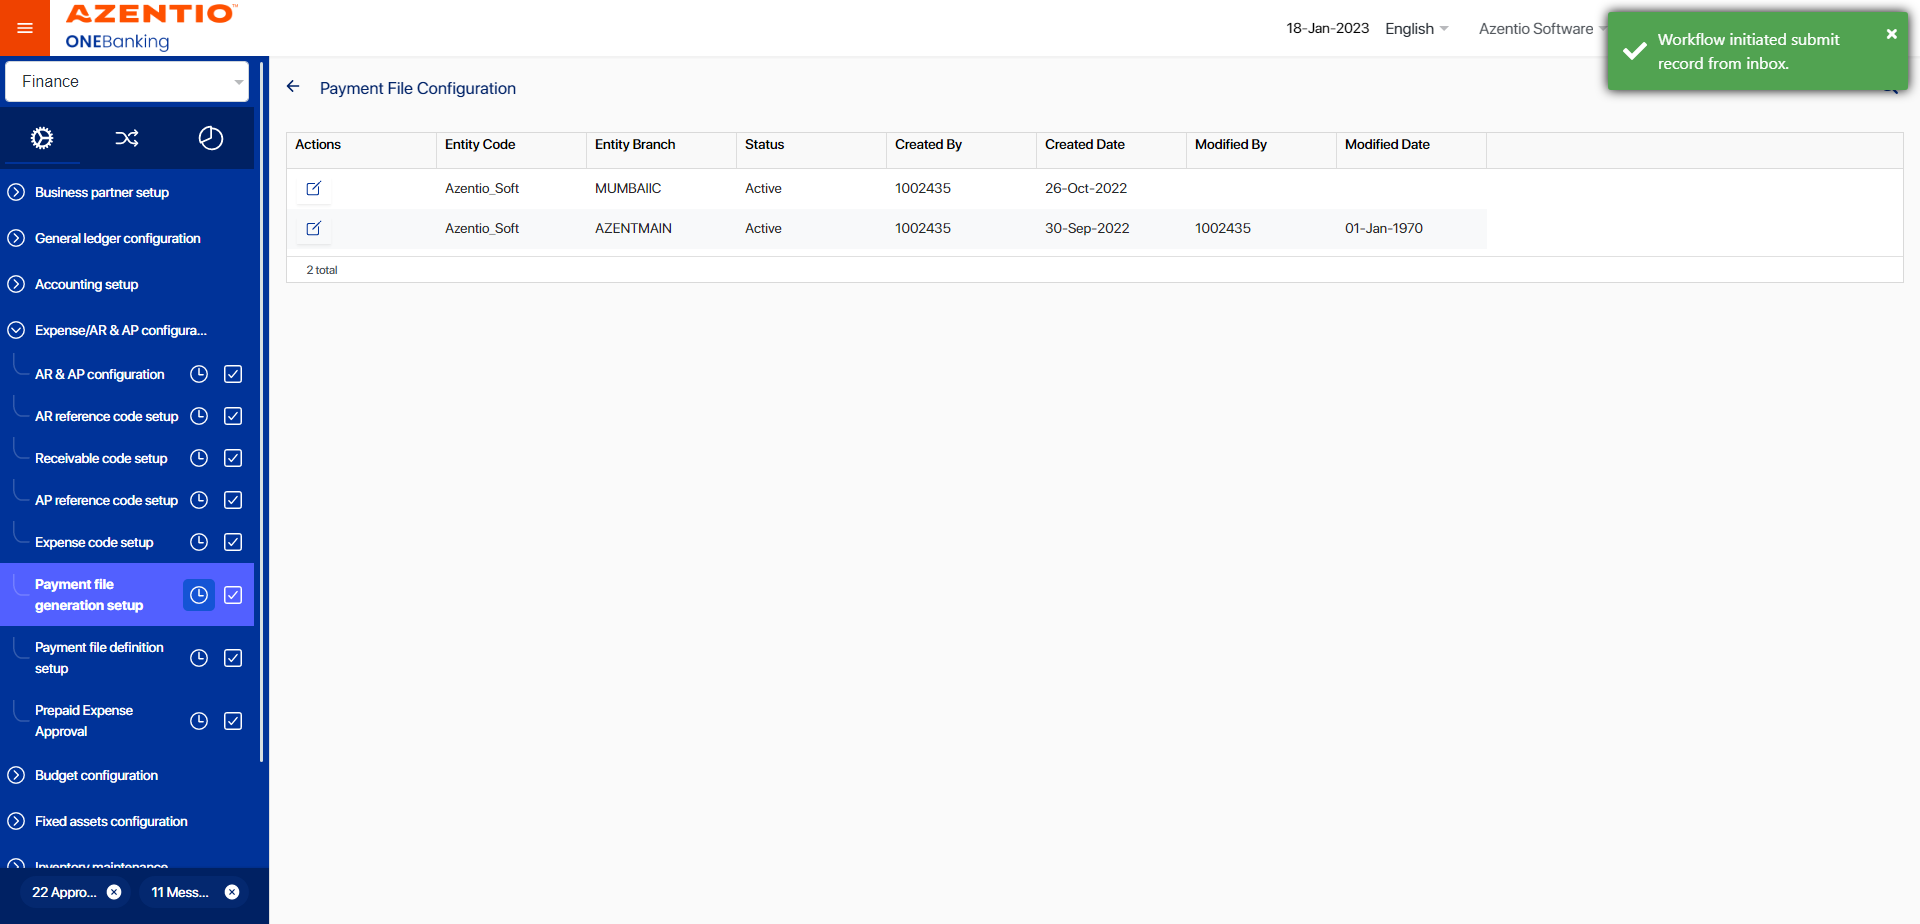 AZENTIO
ONEBanking
18-Jan-2023
English
Azentio Software
Workflow initiated submit
record from inbox.
Finance
Payment File Configuration
Actions Entity Code Entity Branch Status Created By Created Date Modified By Modified Date
Azentio_Soft MUMBAIIC Active 1002435 26-Oct-2022
Azentio_Soft AZENTMAIN Active 1002435 30-Sep-2022 1002435 01-Jan-1970
2 total
Business partner setup
General ledger configuration
Accounting setup
Expense/AR & AP configura...
AR & AP configuration
AR reference code setup
Receivable code setup
AP reference code setup
Expense code setup
Payment file
generation setup
Payment file definition
setup
Prepaid Expense
Approval
Budget configuration
Fixed assets configuration
Inventory maintenance
22 Appro...
11 Mess...